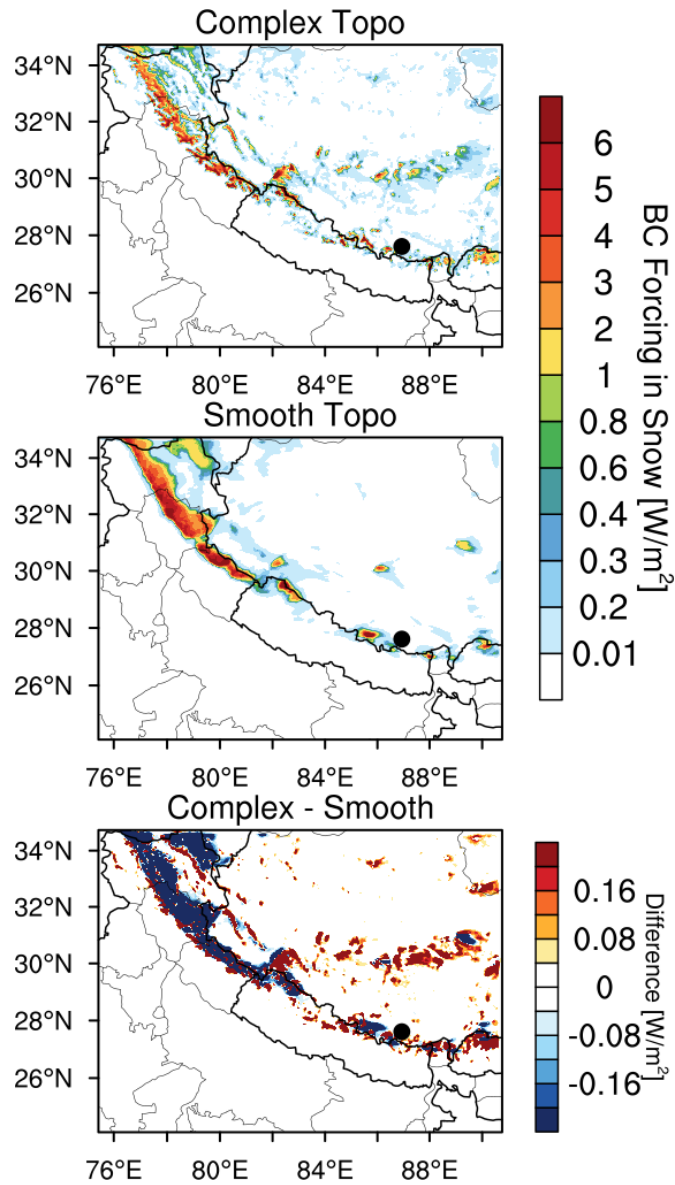 Complex Topo
34°N
32°N
30°N
28°N
26°N
76°E 80°E 84°E 88°E
Smooth Topo
34°N
32°N
30°N
28°N
26°N
76°E 80°E 84°E 88°E
Complex - Smooth
34°N
32°N
30°N
28°N
26°N
76°E 80°E 84°E 88°E
6
5
4
3
2
1
0.8
0.6
0.4
0.3
0.2
0.01
BC Forcing in Snow [W/m²]
0.16
0.08
0
-0.08
-0.16
Difference [W/m²]